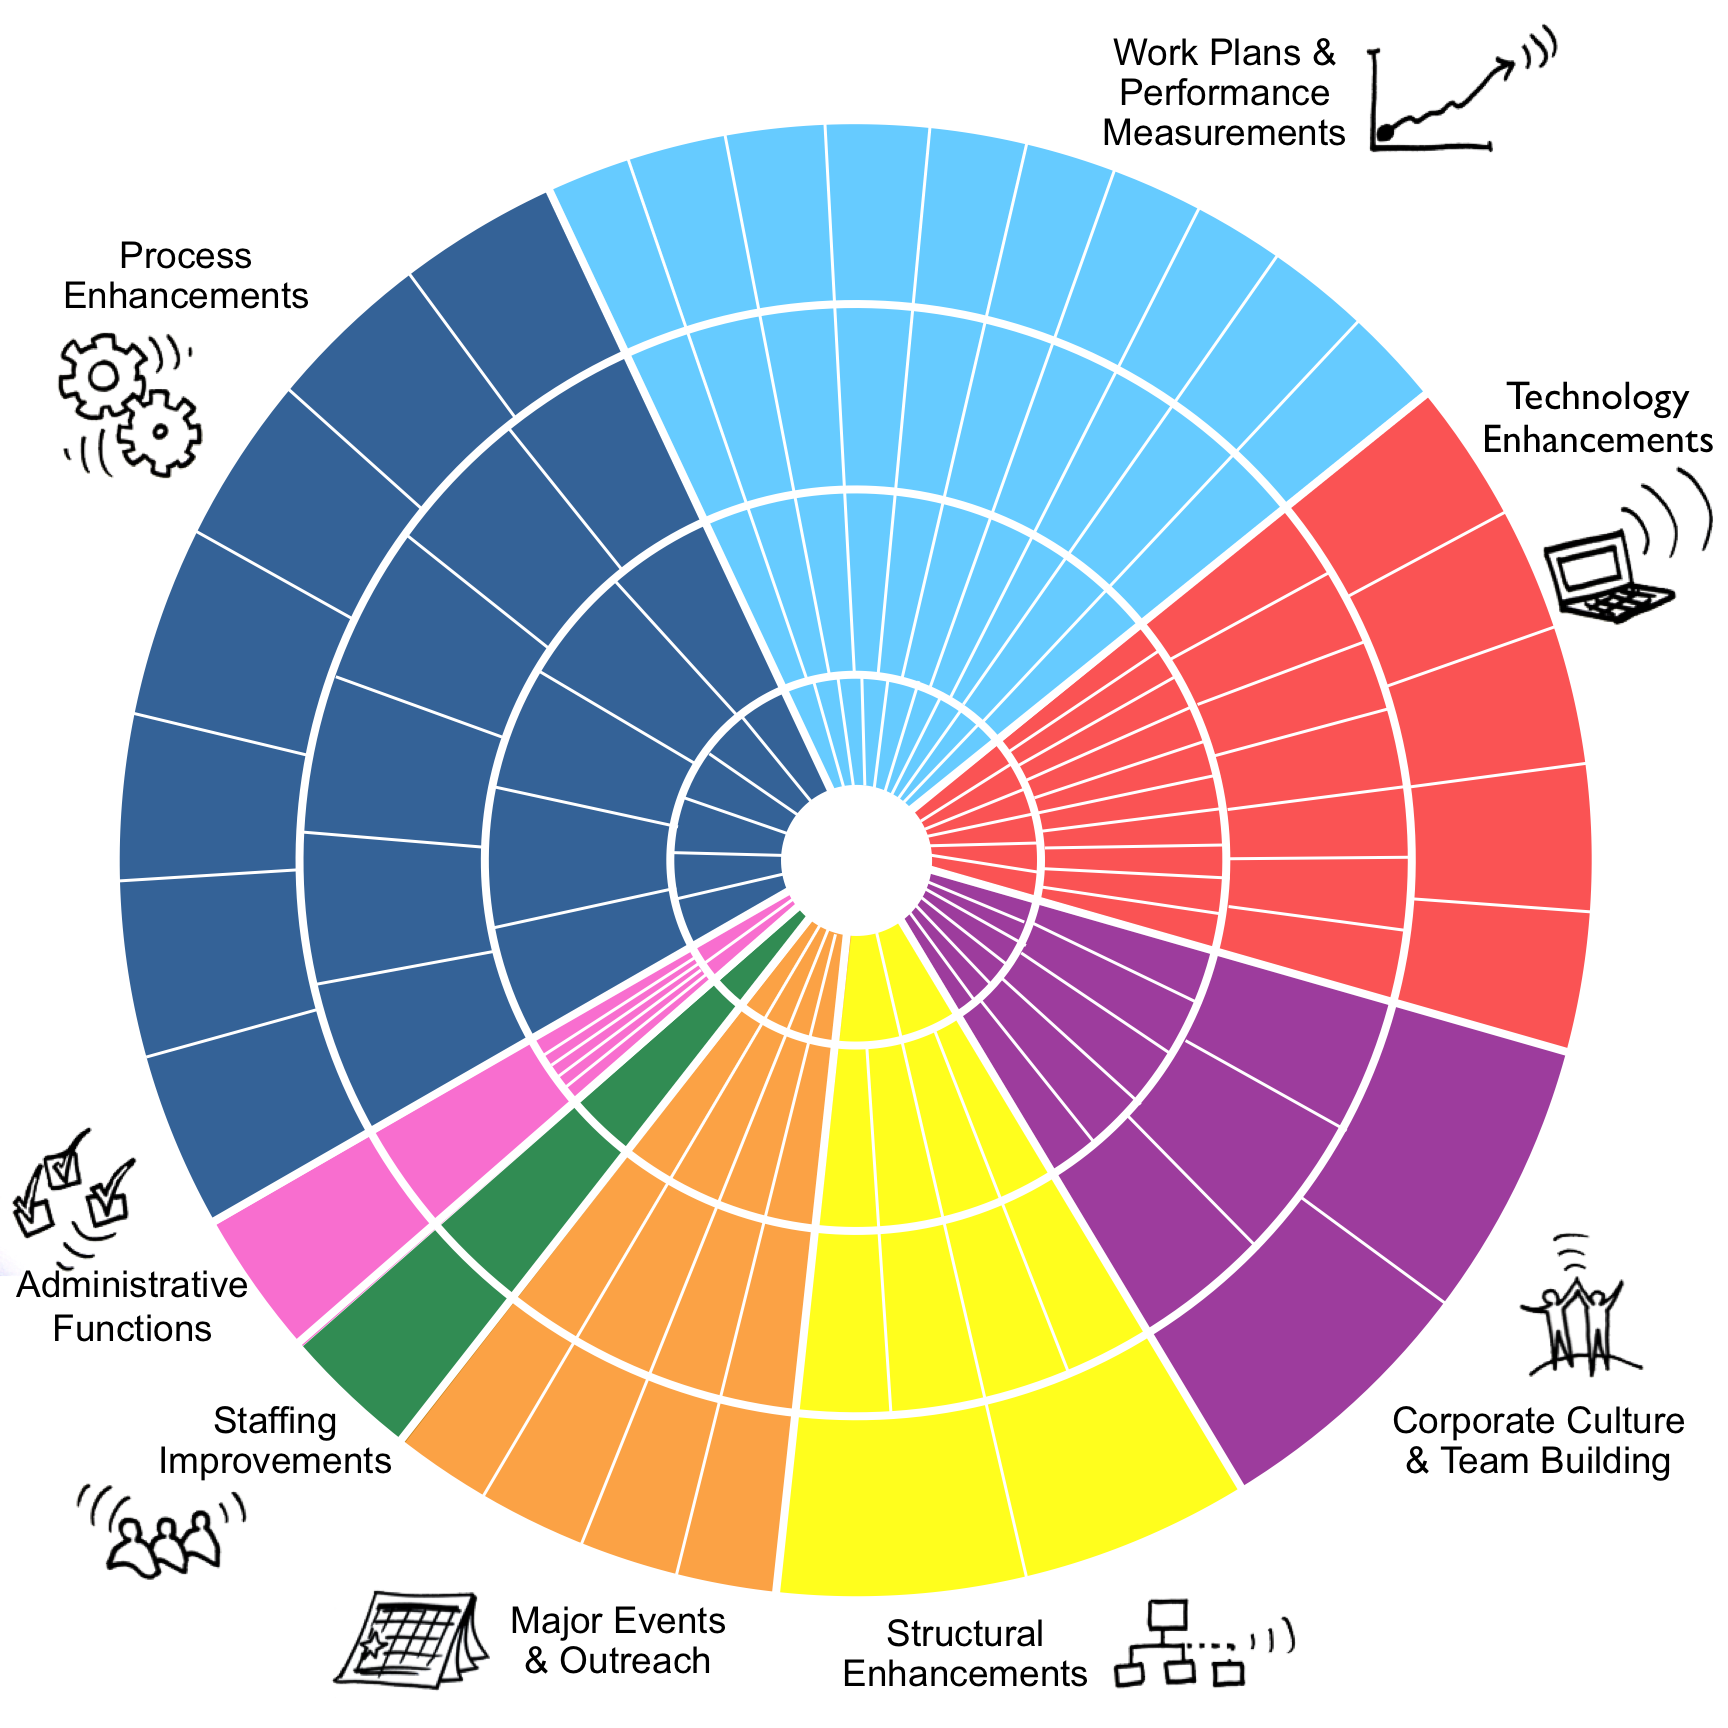 Work Plans &
Performance
Measurements
Process
Enhancements
Technology
Enhancements
Administrative
Functions
Staffing
Improvements
Corporate Culture
& Team Building
Major Events
& Outreach
Structural
Enhancements